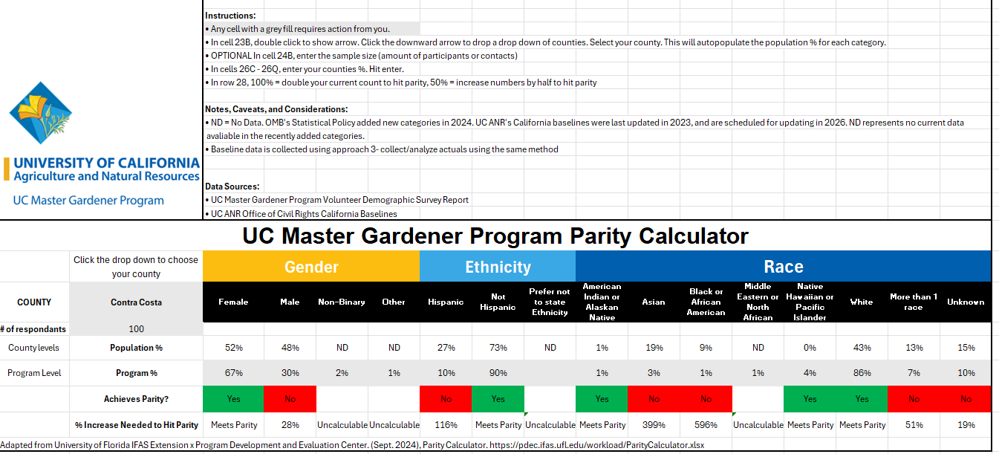 Instructions:
• Any cell with a grey fill requires action from you.
• In cell 23B, double click to show arrow. Click the downward arrow to drop a drop down of counties. Select your county. This will autopopulate the population % for each category.
• OPTIONAL In cell 24B, enter the sample size (amount of participants or contacts)
• In cells 26C - 26Q, enter your counties %. Hit enter.
• In row 28, 100% = double your current count to hit parity, 50% = increase numbers by half to hit parity
Notes, Caveats, and Considerations:
• ND = No Data. OMB's Statistical Policy added new categories in 2024. UC ANR's California baselines were last updated in 2023, and are scheduled for updating in 2026. ND represents no current data
avaliable in the recently added categories.
• Baseline data is collected using approach 3- collect/analyze actuals using the same method
UNIVERSITY OF CALIFORNIA
Agriculture and Natural Resources
UC Master Gardener Program
Data Sources:
• UC Master Gardener Program Volunteer Demographic Survey Report
• UC ANR Office of Civil Rights California Baselines
UC Master Gardener Program Parity Calculator
Click the drop down to choose
your county
Gender Ethnicity Race
COUNTY
Contra Costa
Female
Male
Non-Binary
Other
Hispanic
Not
Hispanic
Prefer not
to state
Ethnicity
American
Indian or
Alaskan
Native
Asian
Black or
African
American
Middle
Eastern or
North
African
Native
Hawaiian or
Pacific
Islander
White
More than 1
race
Unknown
# of respondants 100
County levels Population % 52% 48% ND ND 27% 73% ND 1% 19% 9% ND 0% 43% 13% 15%
Program Level Program % 67% 30% 2% 1% 10% 90% 1% 3% 1% 1% 4% 86% 7% 10%
Achieves Parity? Yes No No Yes Yes No No Yes Yes No No
% Increase Needed to Hit Parity Meets Parity 28% Uncalculable Uncalculable 116% Meets Parity Uncalculable Meets Parity 399% 596% Uncalculable Meets Parity Meets Parity 51% 19%
Adapted from University of Florida IFAS Extension x Program Development and Evaluation Center. (Sept. 2024), Parity Calculator. https://pdec.ifas.ufl.edu/workload/ParityCalculator.xlsx